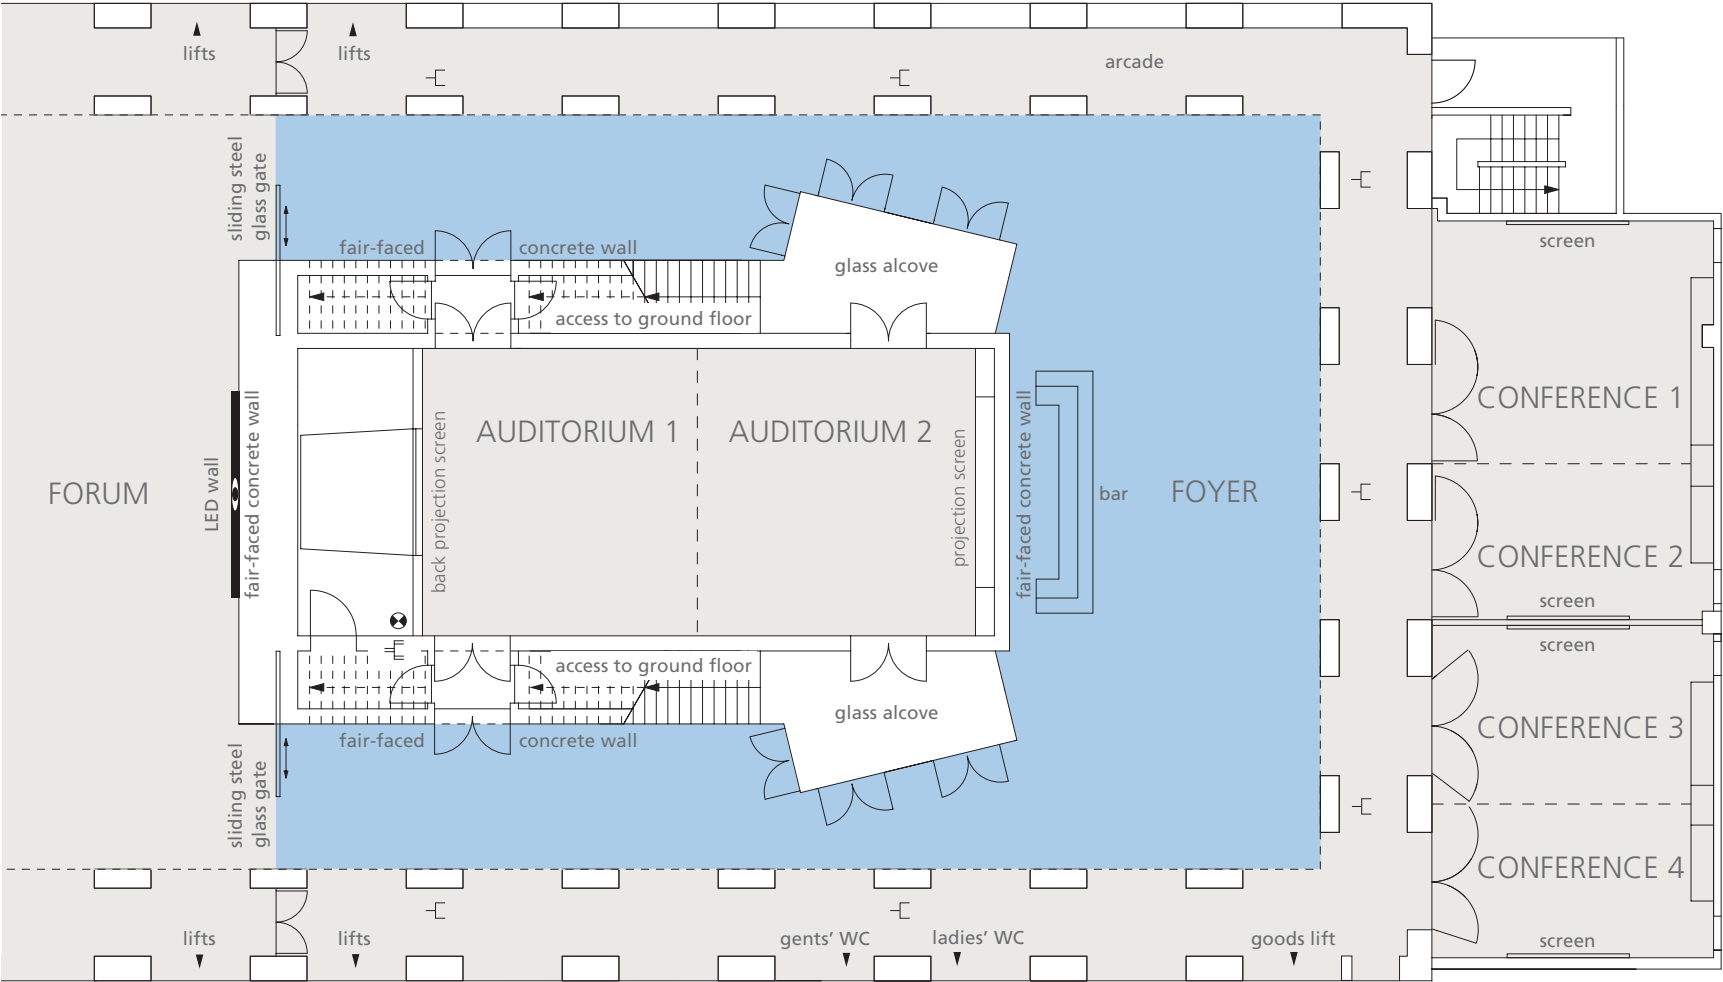 lifts
lifts
arcade
sliding steel
glass gate
fair-faced
concrete wall
screen
glass alcove
access to ground floor
AUDITORIUM 1
AUDITORIUM 2
CONFERENCE 1
FORUM
LED wall
fair-faced concrete wall
back projection screen
projection screen
fair-faced concrete wall
bar
FOYER
CONFERENCE 2
screen
screen
access to ground floor
glass alcove
fair-faced
concrete wall
CONFERENCE 3
sliding steel
glass gate
CONFERENCE 4
lifts
lifts
gents’ WC
ladies’ WC
goods lift
screen